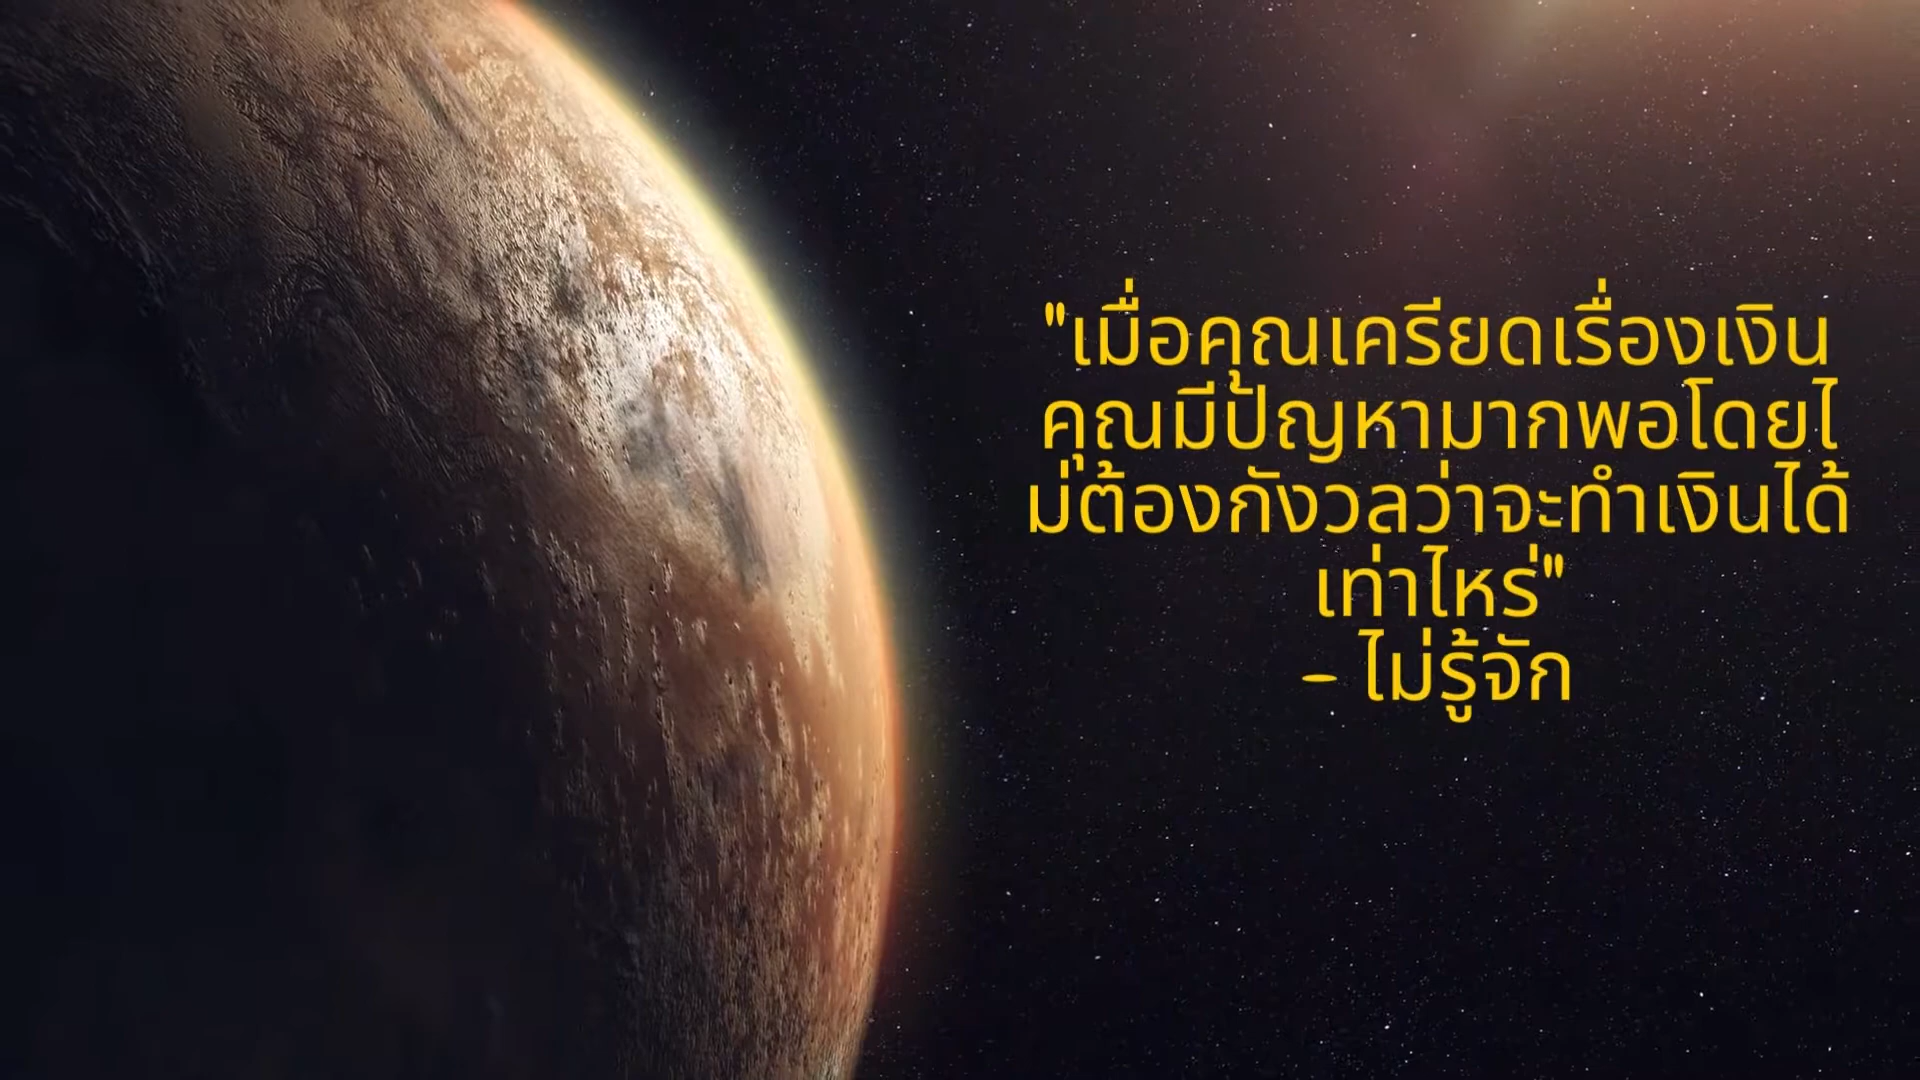 "เมื่อคุณเครียดเรื่องเงิน
คุณมีปัญหามากพอโดยไ
ม่ต้องกังวลว่าจะทำเงินได้
เท่าไหร่"
- ไม่รู้จัก